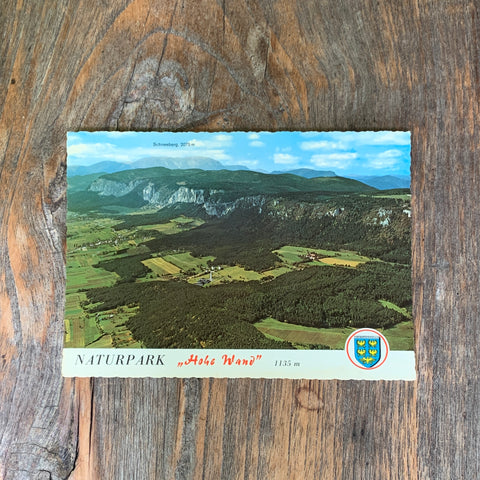 Schneeberg, 2075 m
NATURPARK „Hohe Wand” 1135 m